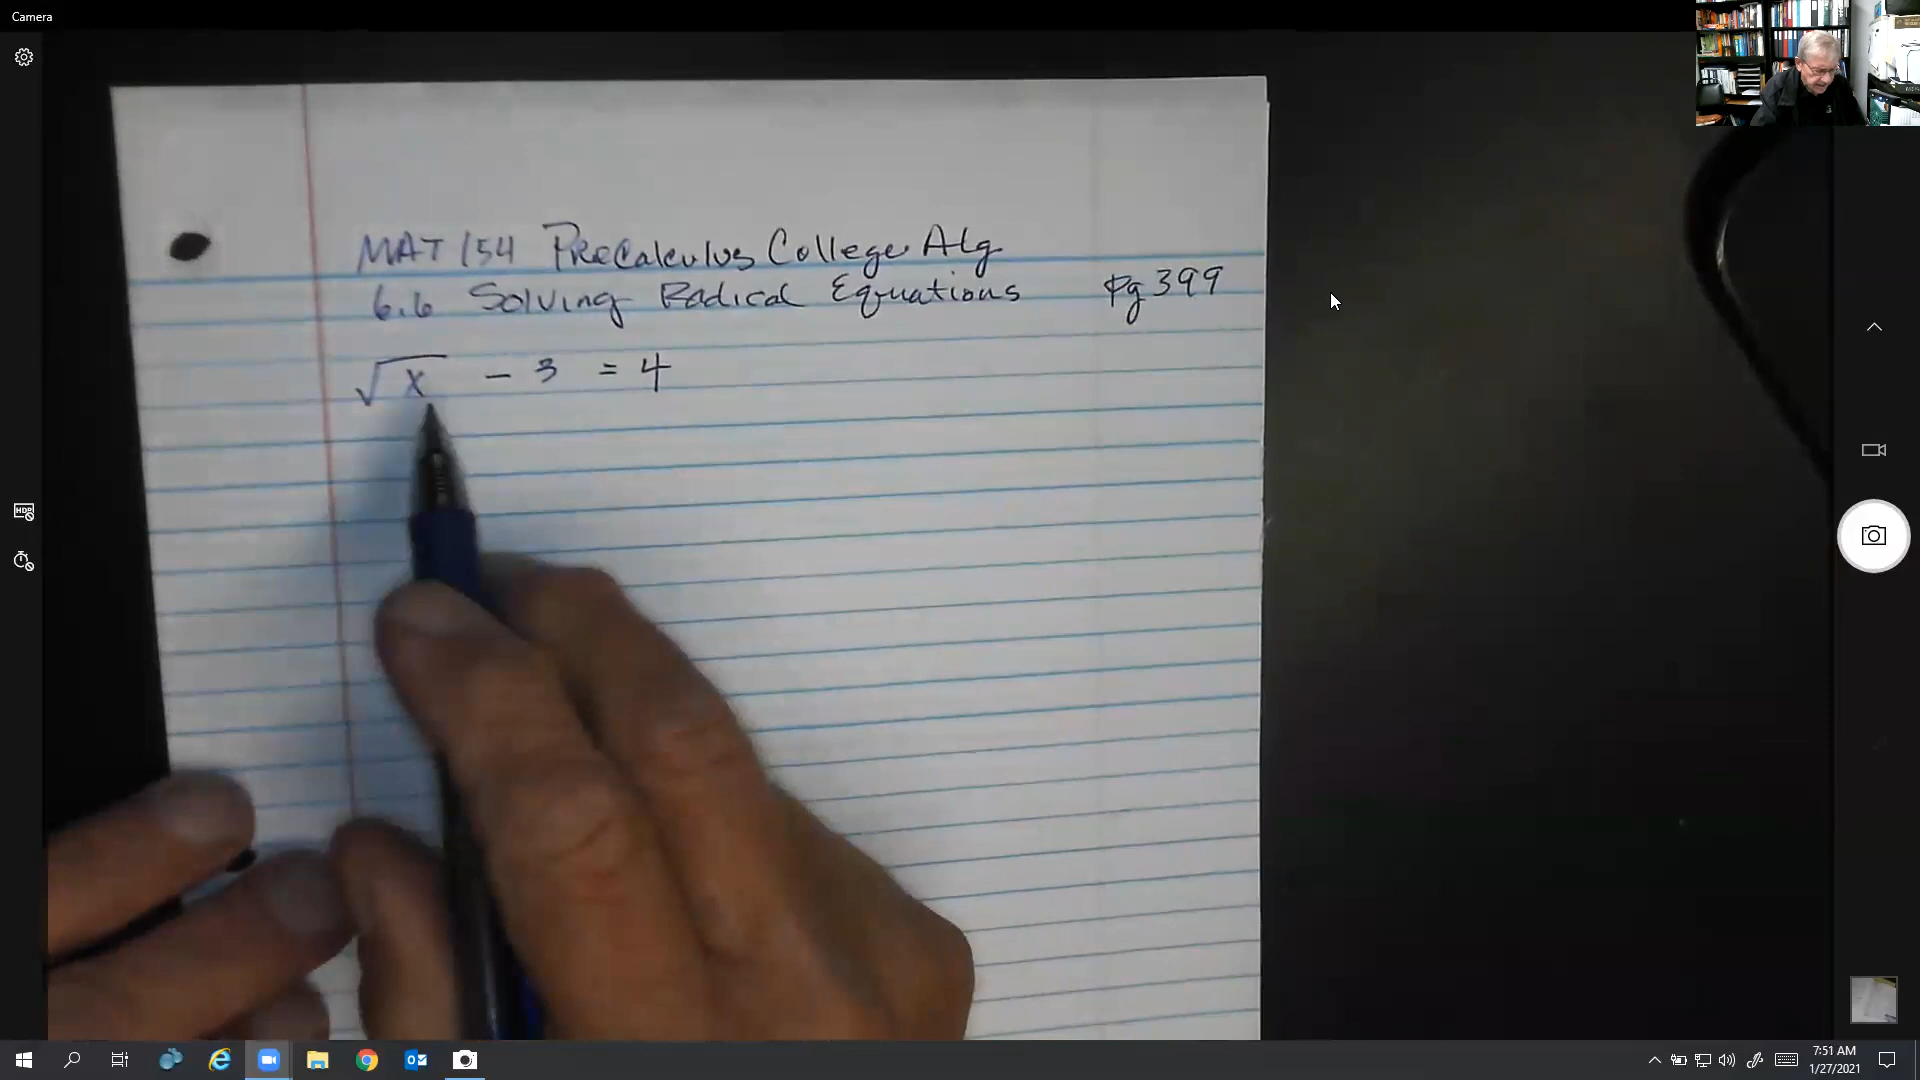 Camera
MAT 154 PreCalculus College Alg
6.6 Solving Radical Equations pg 399
√x - 3 = 4
7:51 AM
1/27/2021